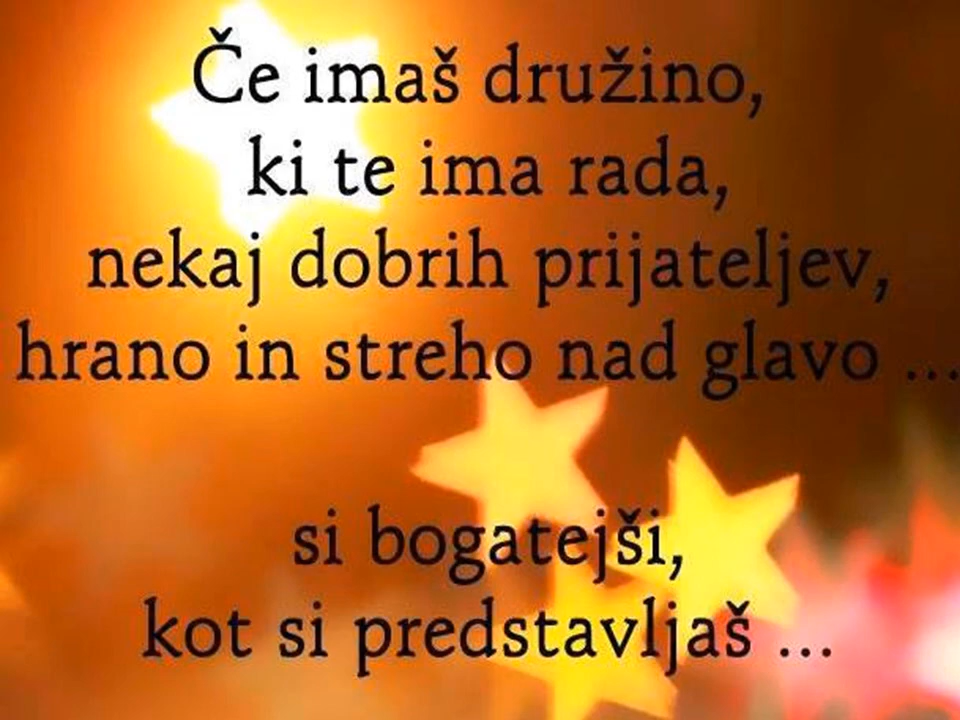 Če imaš družino,
ki te ima rada,
nekaj dobrih prijateljev,
hrano in streho nad glavo ...
si bogatejši,
kot si predstavljaš ...